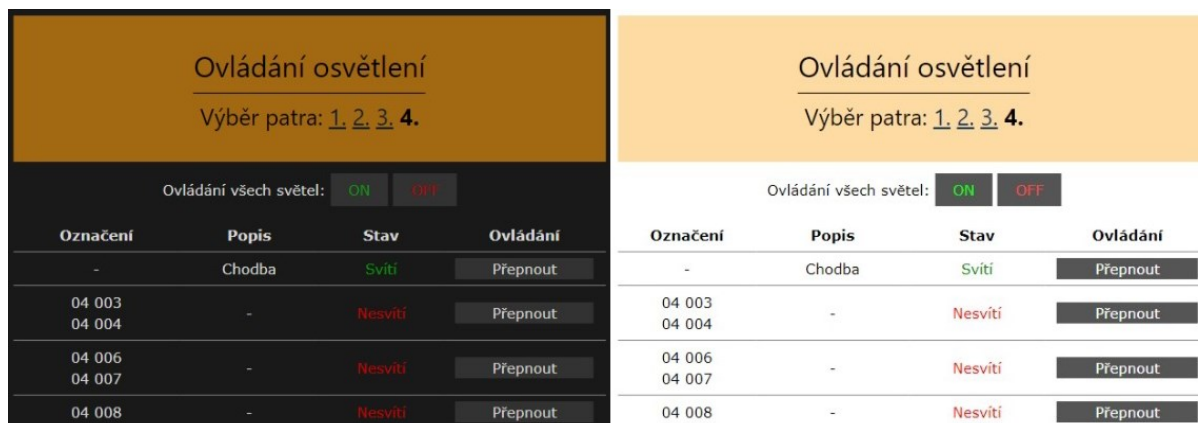 Ovládání osvětlení
Výběr patra: 1. 2. 3. 4.
Ovládání všech světel: ON OFF
Označení Popis Stav Ovládání
- Chodba Svítí Přepnout
04 003
04 004
- Nesvítí Přepnout
04 006
04 007
- Nesvítí Přepnout
04 008 - Nesvítí Přepnout
Ovládání osvětlení
Výběr patra: 1. 2. 3. 4.
Ovládání všech světel: ON OFF
Označení Popis Stav Ovládání
- Chodba Svítí Přepnout
04 003
04 004
- Nesvítí Přepnout
04 006
04 007
- Nesvítí Přepnout
04 008 - Nesvítí Přepnout